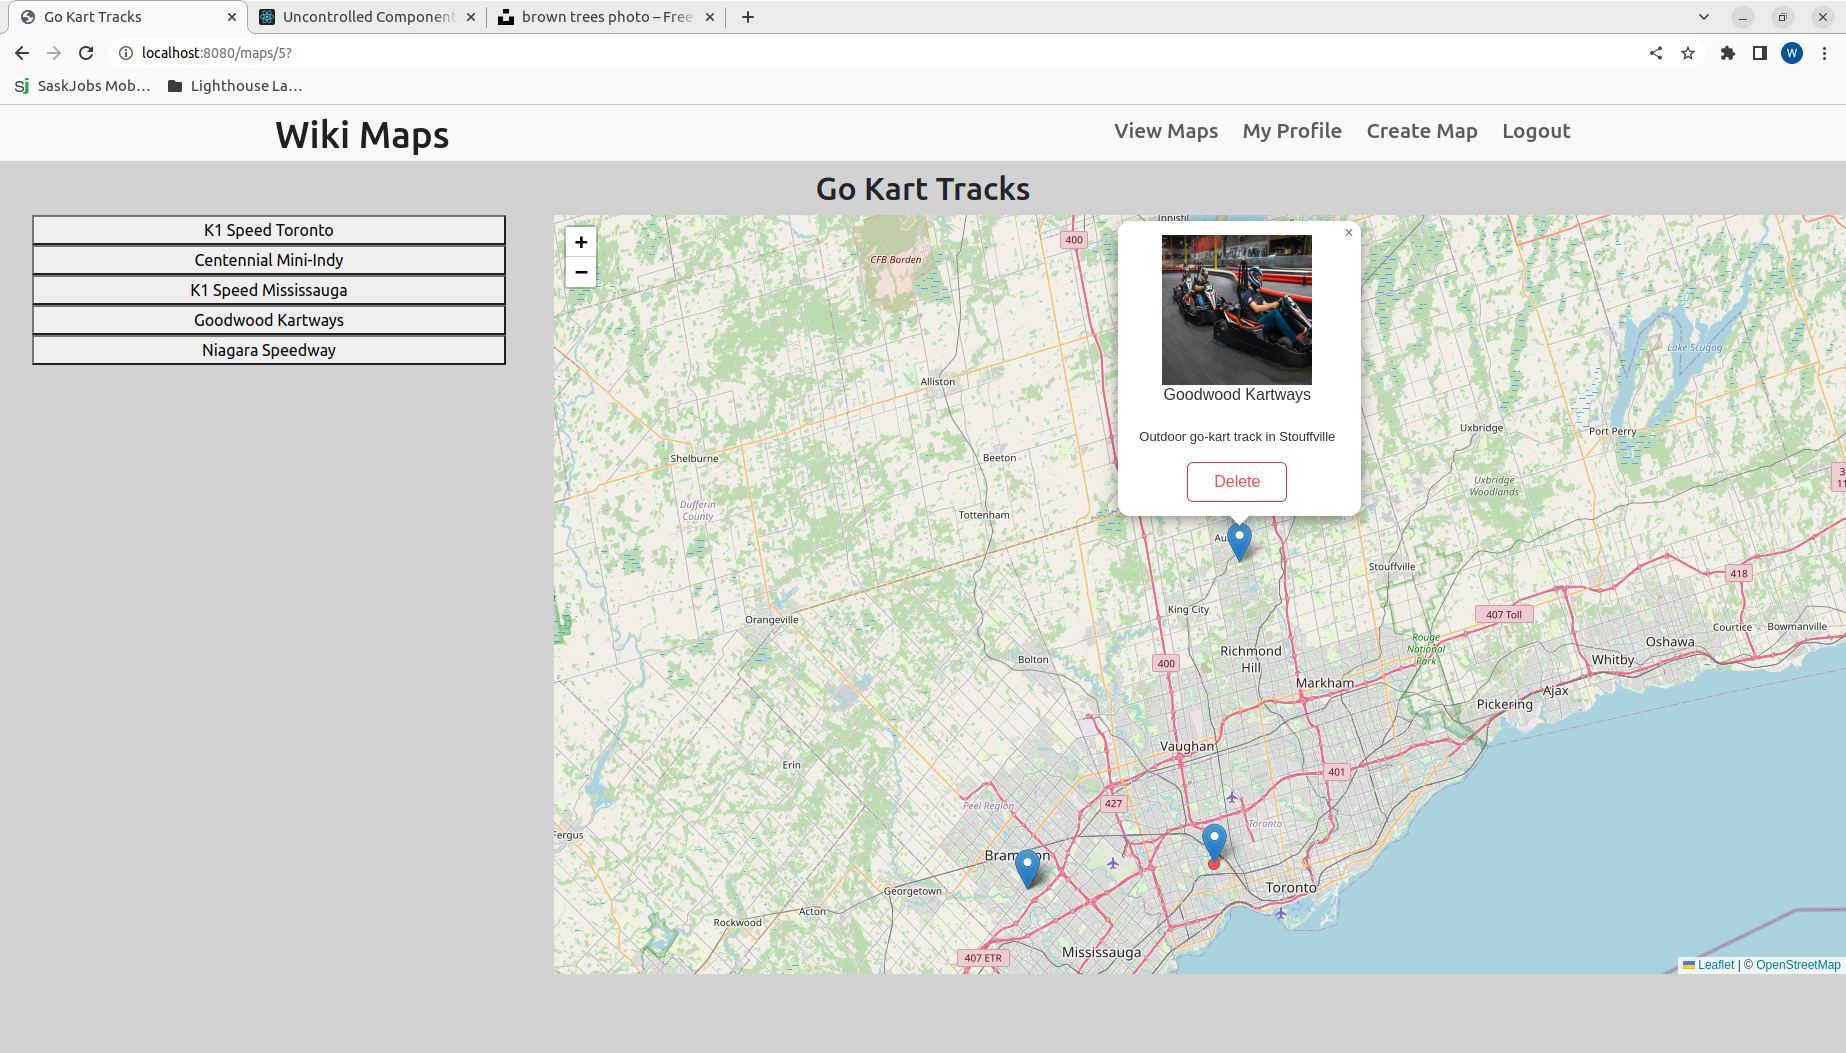 Go Kart Tracks
Uncontrolled Component
brown trees photo – Free
localhost:8080/maps/5?
W
Sj SaskJobs Mob…
Lighthouse La…
Wiki Maps
View Maps
My Profile
Create Map
Logout
Go Kart Tracks
K1 Speed Toronto
Centennial Mini-Indy
K1 Speed Mississauga
Goodwood Kartways
Niagara Speedway
+
−
×
Goodwood Kartways
Outdoor go-kart track in Stouffville
Delete
Innisfil
400
CFB Borden
Lake Scugog
Alliston
Uxbridge
Port Perry
Shelburne
Beeton
Uxbridge
Woodlands
Dufferin
County
Tottenham
Au
Stouffville
418
3
11
King City
407 Toll
Orangeville
Courtice
Bowmanville
Rouge
National
Park
Oshawa
Richmond
Hill
Bolton
400
Whitby
Markham
Ajax
Pickering
Vaughan
Erin
401
Peel Region
427
Toronto
Fergus
Bram
on
Georgetown
Toronto
Acton
Rockwood
Mississauga
407 ETR
Leaflet | © OpenStreetMap